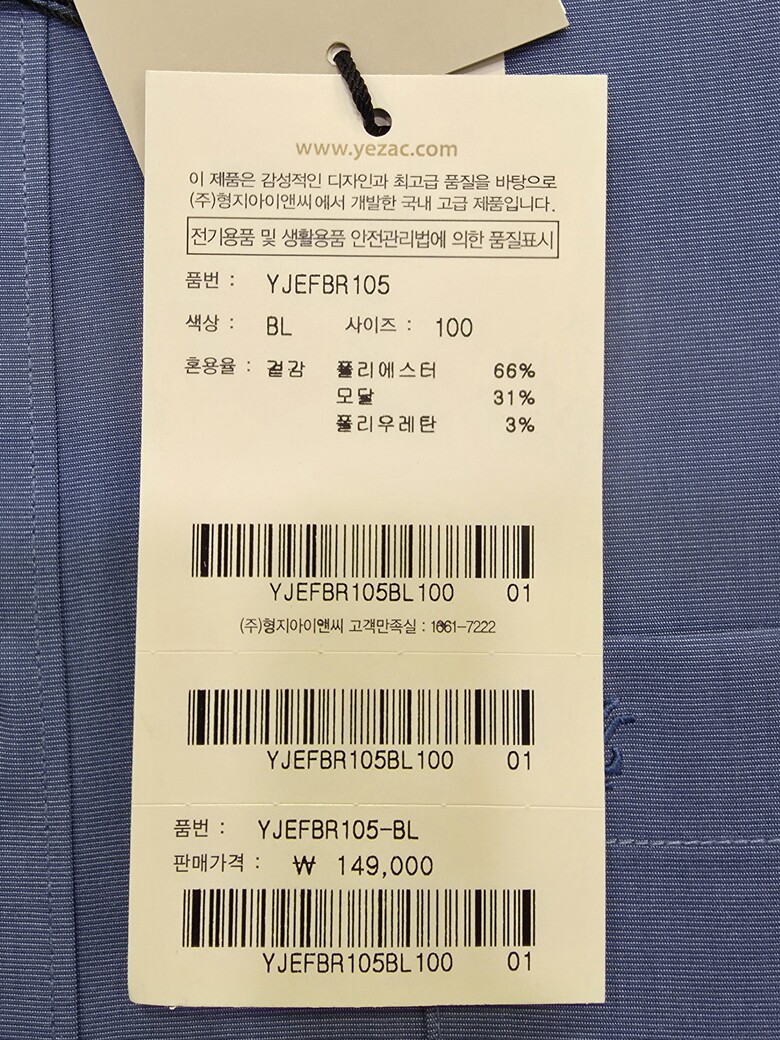 www.yezac.com
이 제품은 감성적인 디자인과 최고급 품질을 바탕으로
(주)형지아이앤씨에서 개발한 국내 고급 제품입니다.
전기용품 및 생활용품 안전관리법에 의한 품질표시
품번 : YJEFBR105
색상 : BL 사이즈 : 100
혼용율 : 겉감 폴리에스터 66%
모달 31%
폴리우레탄 3%
YJEFBR105BL100 01
(주)형지아이앤씨 고객만족실 : 1661-7222
YJEFBR105BL100 01
품번 : YJEFBR105-BL
판매가격 : ₩ 149,000
YJEFBR105BL100 01